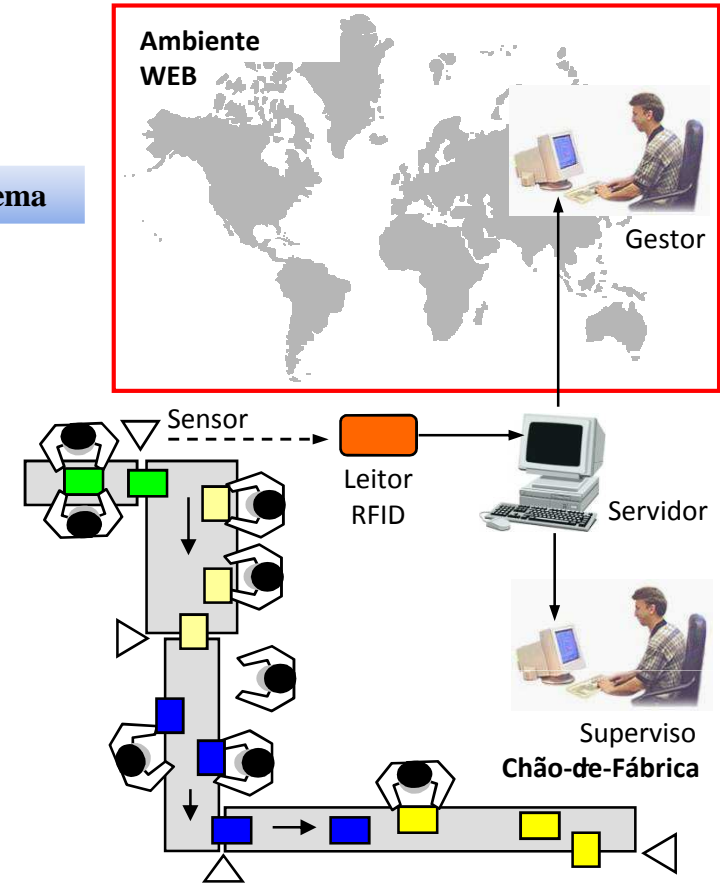 Ambiente
WEB
ema
Gestor
Sensor
Leitor
RFID
Servidor
Superviso
Chão-de-Fábrica